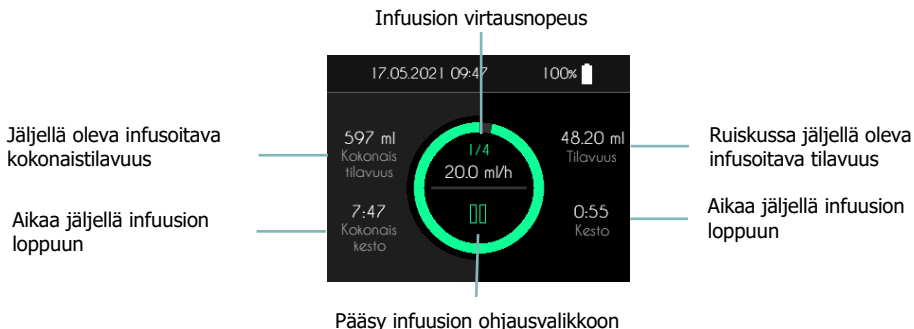 Infuusion virtausnopeus
17.05.2021 09:47 100%
Jäljellä oleva infusoitava
kokonaistilavuus
597 ml
Kokonais
tilavuus
1/4
20.0 ml/h
48.20 ml
Tilavuus
Ruiskussa jäljellä oleva
infusoitava tilavuus
Aikaa jäljellä infuusion
loppuun
7:47
Kokonais
kesto
0:55
Kesto
Aikaa jäljellä infuusion
loppuun
Pääsy infuusion ohjausvalikkoon